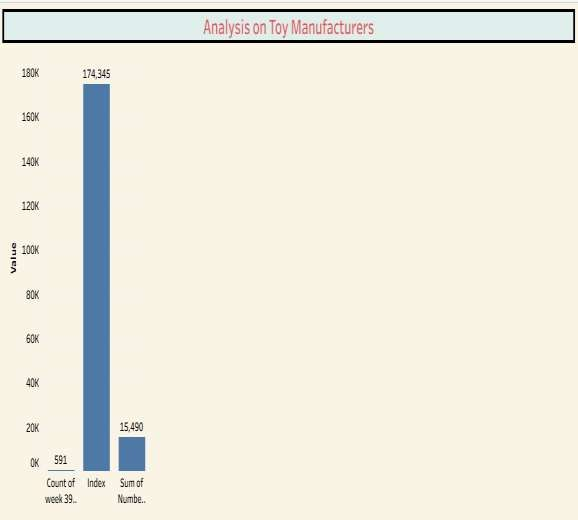 Analysis on Toy Manufacturers
180K
174,345
160K
140K
120K
100K
Value
80K
60K
40K
20K
15,490
0K
591
Count of
week 39..
Index
Sum of
Numbe..